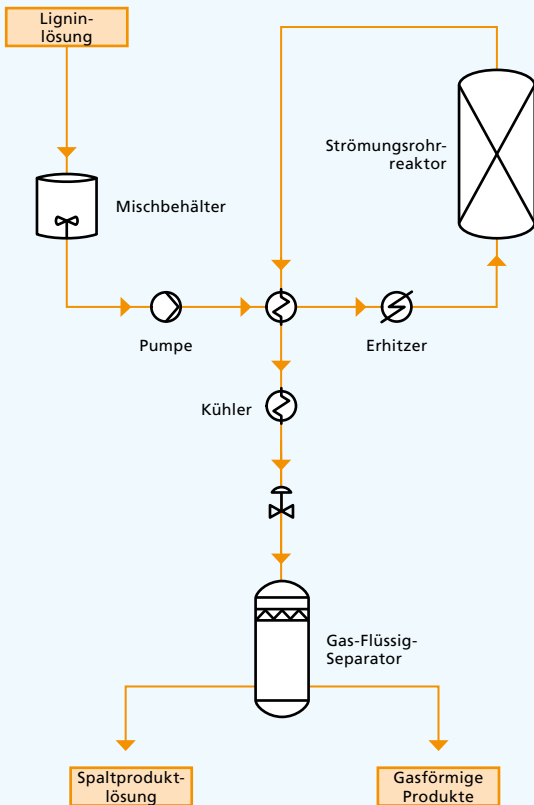 Lignin-
lösung
Strömungsrohr-
reaktor
Mischbehälter
Pumpe
Erhitzer
Kühler
Gas-Flüssig-
Separator
Spaltprodukt-
lösung
Gasförmige
Produkte